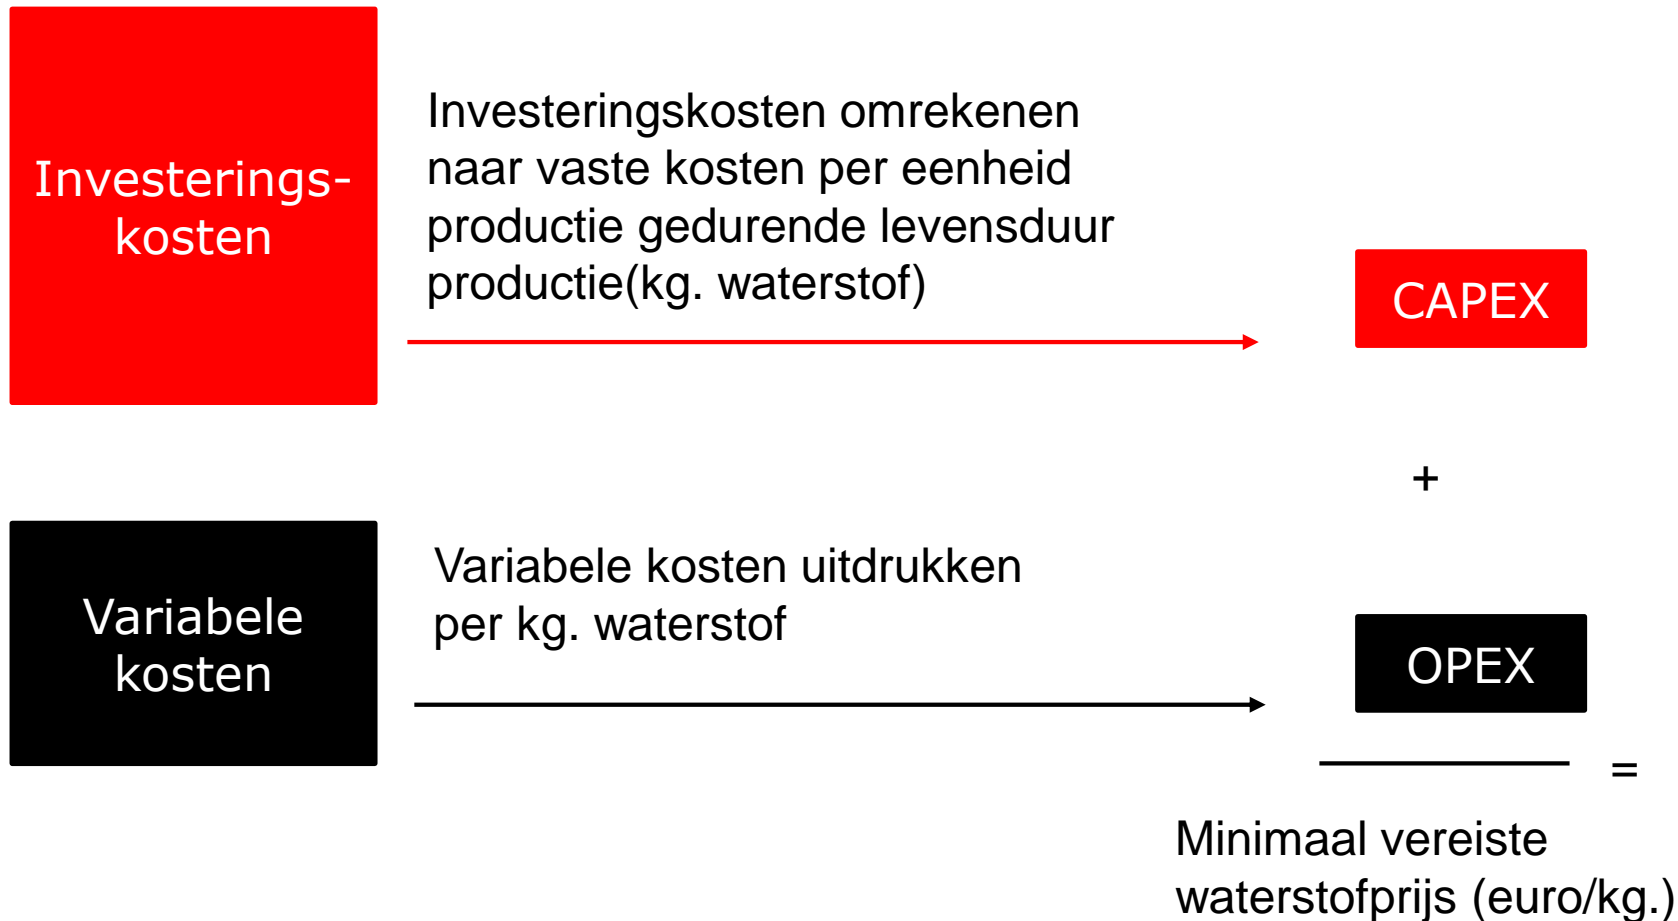 Investerings-
kosten
Investeringskosten omrekenen
naar vaste kosten per eenheid
productie gedurende levensduur
productie(kg. waterstof)
CAPEX
+
Variabele
kosten
Variabele kosten uitdrukken
per kg. waterstof
OPEX
=
Minimaal vereiste
waterstofprijs (euro/kg.)